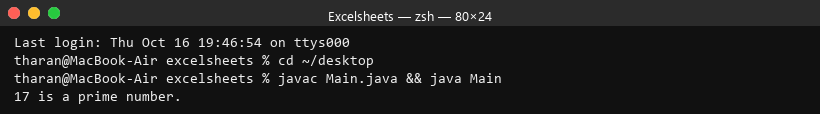 Excelsheets — zsh — 80×24
Last login: Thu Oct 16 19:46:54 on ttys000
tharan@MacBook-Air excelsheets % cd ~/desktop
tharan@MacBook-Air excelsheets % javac Main.java && java Main
17 is a prime number.